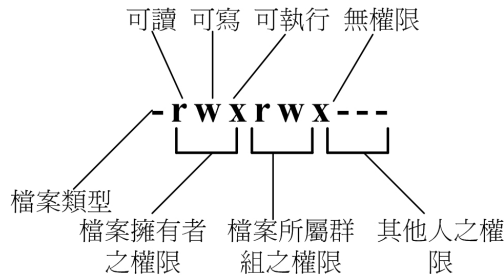 可讀 可寫 可執行 無權限
-rwxrwx---
檔案類型
檔案擁有者
之權限
檔案所屬群
組之權限
其他人之權
限